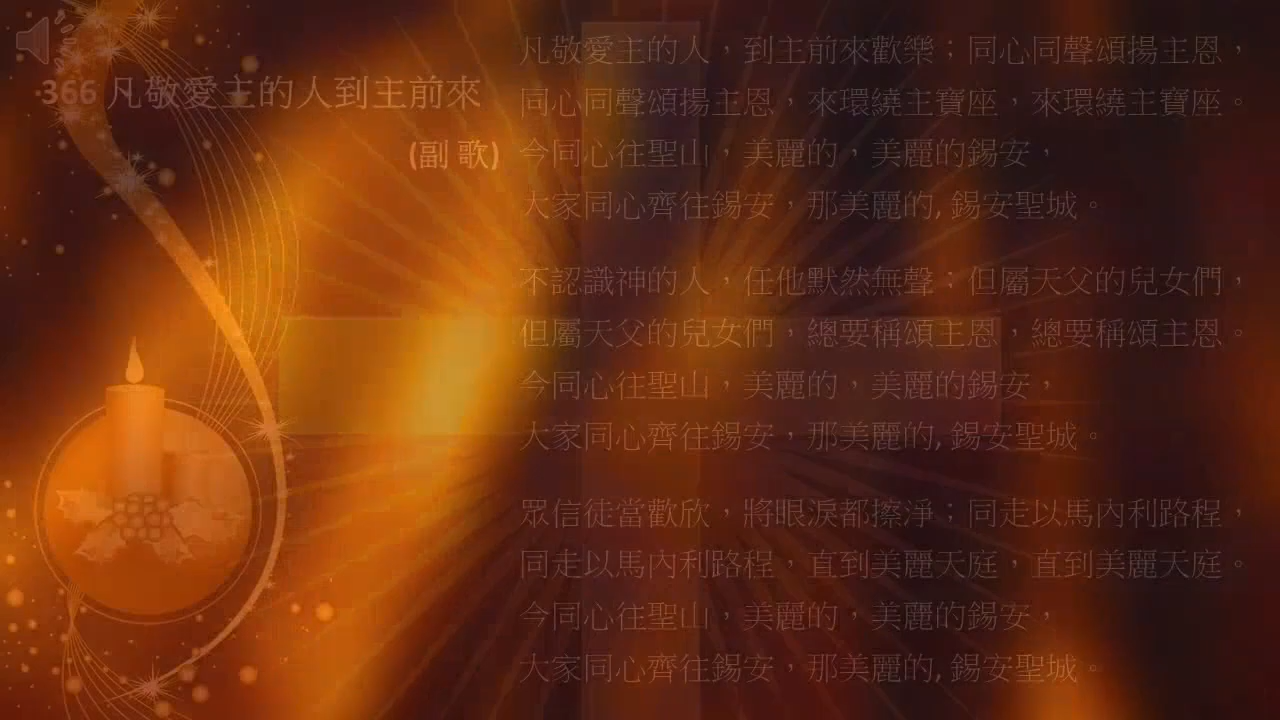 366 凡敬愛主的人到主前來
(副 歌)
凡敬愛主的人，到主前來歡樂；同心同聲頌揚主恩，
同心同聲頌揚主恩，來環繞主寶座，來環繞主寶座。
今同心往聖山，美麗的，美麗的錫安，
大家同心齊往錫安，那美麗的, 錫安聖城。
不認識神的人，任他默然無聲；但屬天父的兒女們，
但屬天父的兒女們，總要稱頌主恩，總要稱頌主恩。
今同心往聖山，美麗的，美麗的錫安，
大家同心齊往錫安，那美麗的, 錫安聖城。
眾信徒當歡欣，將眼淚都擦淨；同走以馬內利路程，
同走以馬內利路程，直到美麗天庭，直到美麗天庭。
今同心往聖山，美麗的，美麗的錫安，
大家同心齊往錫安，那美麗的, 錫安聖城。